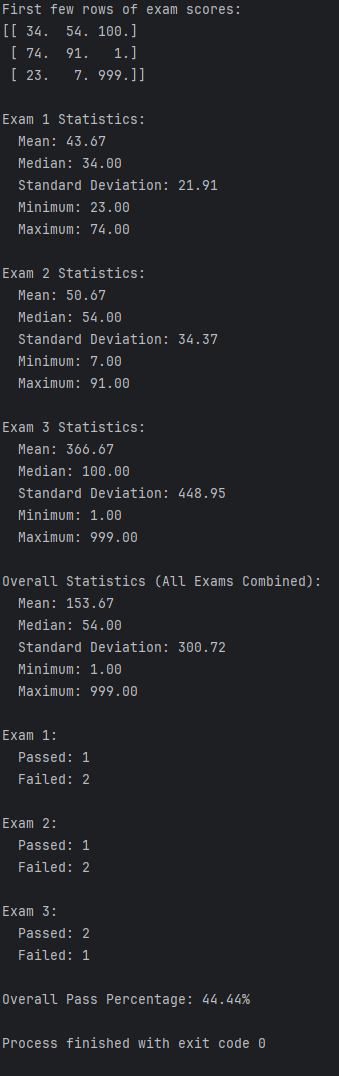 First few rows of exam scores:
[[ 34.  54. 100.]
 [ 74.  91.   1.]
 [ 23.   7. 999.]]

Exam 1 Statistics:
  Mean: 43.67
  Median: 34.00
  Standard Deviation: 21.91
  Minimum: 23.00
  Maximum: 74.00

Exam 2 Statistics:
  Mean: 50.67
  Median: 54.00
  Standard Deviation: 34.37
  Minimum: 7.00
  Maximum: 91.00

Exam 3 Statistics:
  Mean: 366.67
  Median: 100.00
  Standard Deviation: 448.95
  Minimum: 1.00
  Maximum: 999.00

Overall Statistics (All Exams Combined):
  Mean: 153.67
  Median: 54.00
  Standard Deviation: 300.72
  Minimum: 1.00
  Maximum: 999.00

Exam 1:
  Passed: 1
  Failed: 2

Exam 2:
  Passed: 1
  Failed: 2

Exam 3:
  Passed: 2
  Failed: 1

Overall Pass Percentage: 44.44%

Process finished with exit code 0